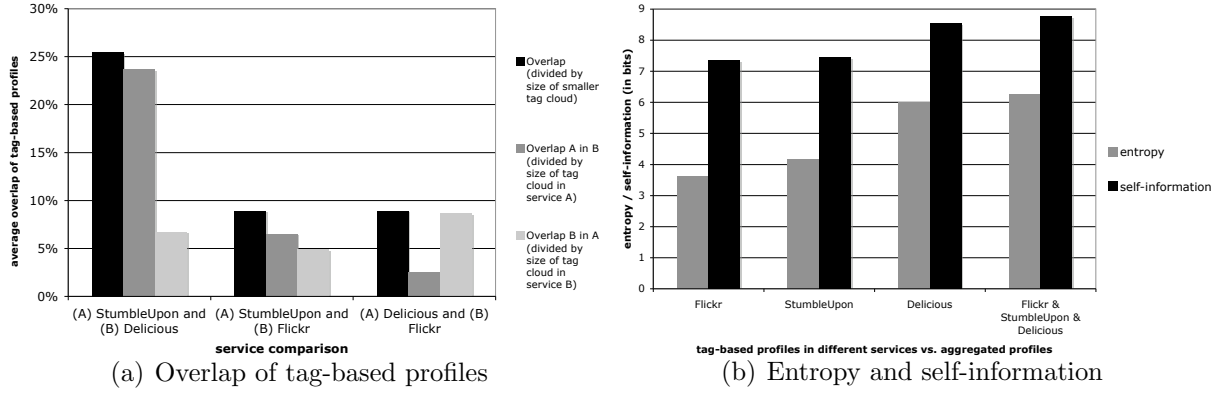 30%
25%
20%
15%
10%
5%
0%
average overlap of tag-based profiles
(A) StumbleUpon and
(B) Delicious
(A) StumbleUpon and
(B) Flickr
(A) Delicious and (B)
Flickr
service comparison
Overlap
(divided by
size of smaller
tag cloud)
Overlap A in B
(divided by
size of tag
cloud in
service A)
Overlap B in A
(divided by
size of tag
cloud in
service B)
(a) Overlap of tag-based profiles
9
8
7
6
5
4
3
2
1
0
entropy / self-information (in bits)
Flickr
StumbleUpon
Delicious
Flickr &
StumbleUpon &
Delicious
tag-based profiles in different services vs. aggregated profiles
entropy
self-information
(b) Entropy and self-information